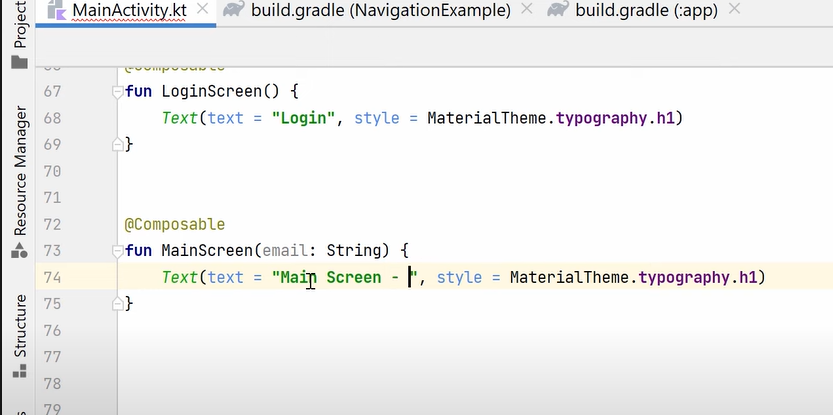 MainActivity.kt build.gradle (NavigationExample) build.gradle (:app)
Project
Resource Manager
Structure
@Composable
67 fun LoginScreen() {
68 Text(text = "Login", style = MaterialTheme.typography.h1)
69 }
70
71
72 @Composable
73 fun MainScreen(email: String) {
74 Text(text = "Main Screen - ", style = MaterialTheme.typography.h1)
75 }
76
77
78
79